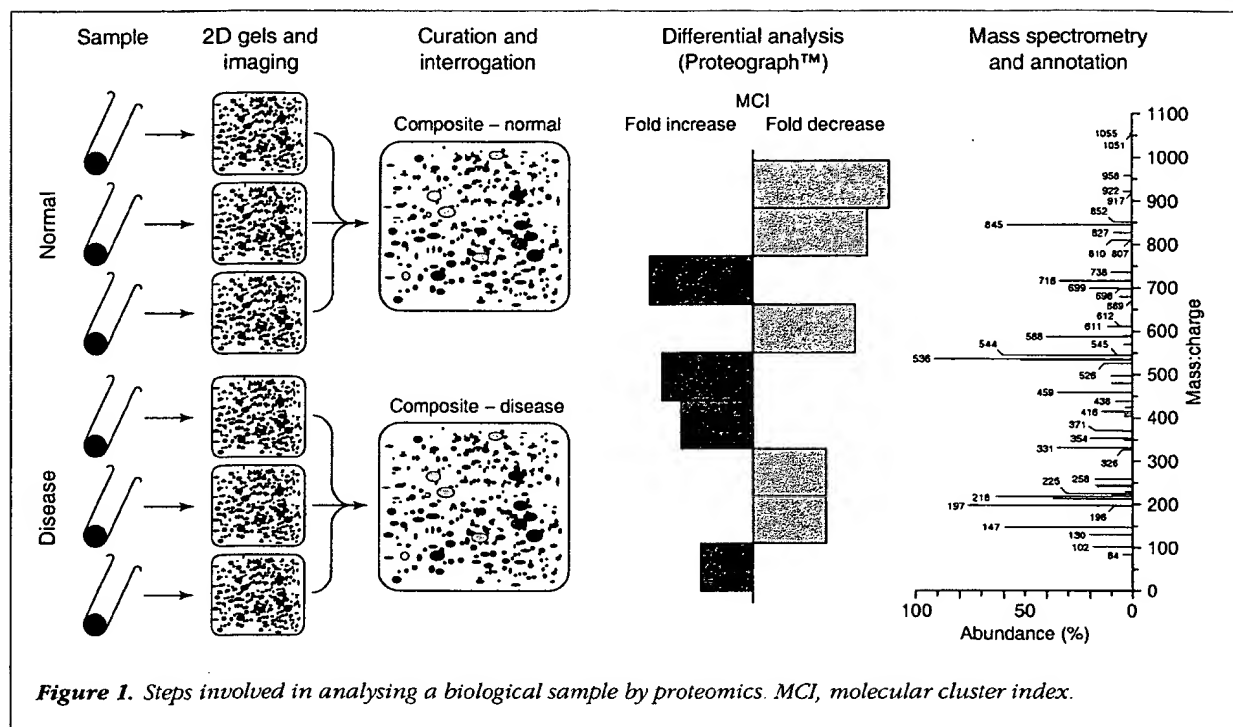 Sample
2D gels and
imaging
Curation and
interrogation
Differential analysis
(Proteograph™)
Mass spectrometry
and annotation
Normal
Disease
Composite – normal
Composite – disease
MCI
Fold increase
Fold decrease
1055
1051
958
922
917
852
845
827
810 807
738
716
699
696
669
612
611
588
545
544
536
526
459
436
416
371
354
331
326
258
225
218
197
196
147
130
102
84
1100
1000
900
800
700
600
500
400
300
200
100
0
Mass:charge
100 50 0
Abundance (%)
Figure 1. Steps involved in analysing a biological sample by proteomics. MCI, molecular cluster index.